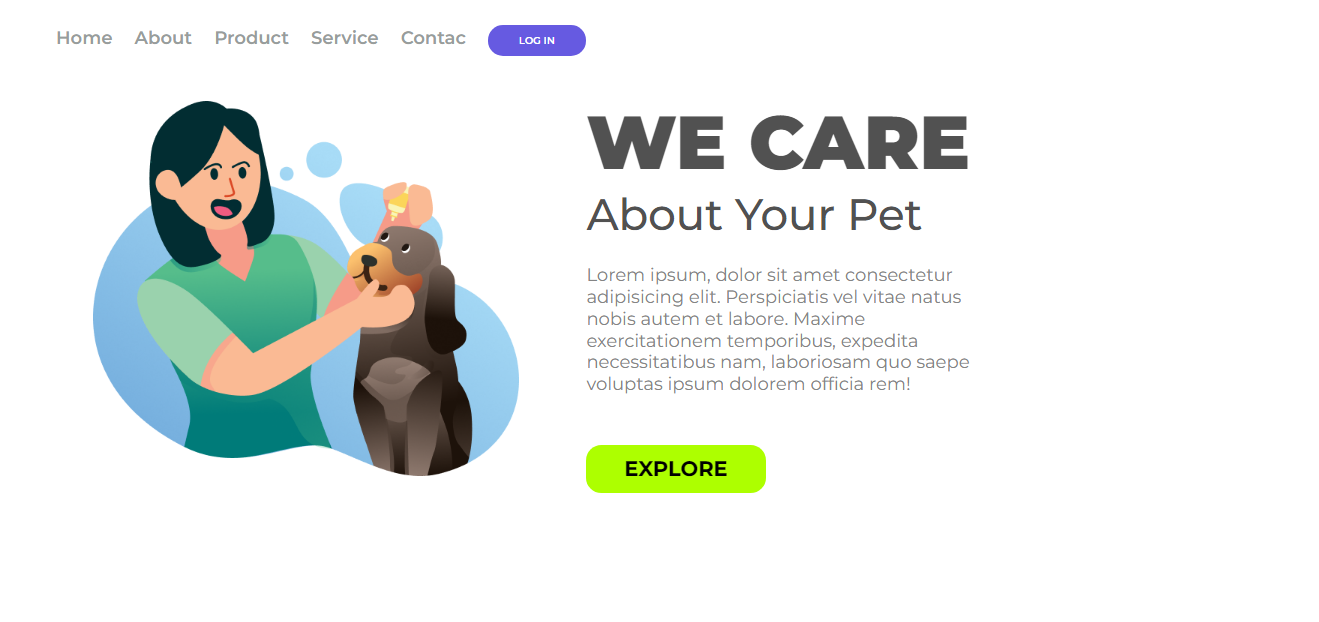 Home About Product Service Contac LOG IN
WE CARE
About Your Pet
Lorem ipsum, dolor sit amet consectetur
adipisicing elit. Perspiciatis vel vitae natus
nobis autem et labore. Maxime
exercitationem temporibus, expedita
necessitatibus nam, laboriosam quo saepe
voluptas ipsum dolorem officia rem!
EXPLORE